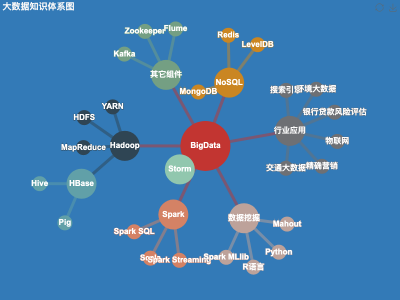 大数据知识体系图
Zookeeper
Flume
Kafka
其它组件
Redis
LevelDB
NoSQL
MongoDB
搜索引擎
环境大数据
银行贷款风险评估
行业应用
物联网
交通大数据
精确营销
YARN
HDFS
MapReduce
Hadoop
BigData
Storm
Hive
HBase
Pig
Spark
Spark SQL
Spark Streaming
数据挖掘
Mahout
Python
Spark MLlib
R语言